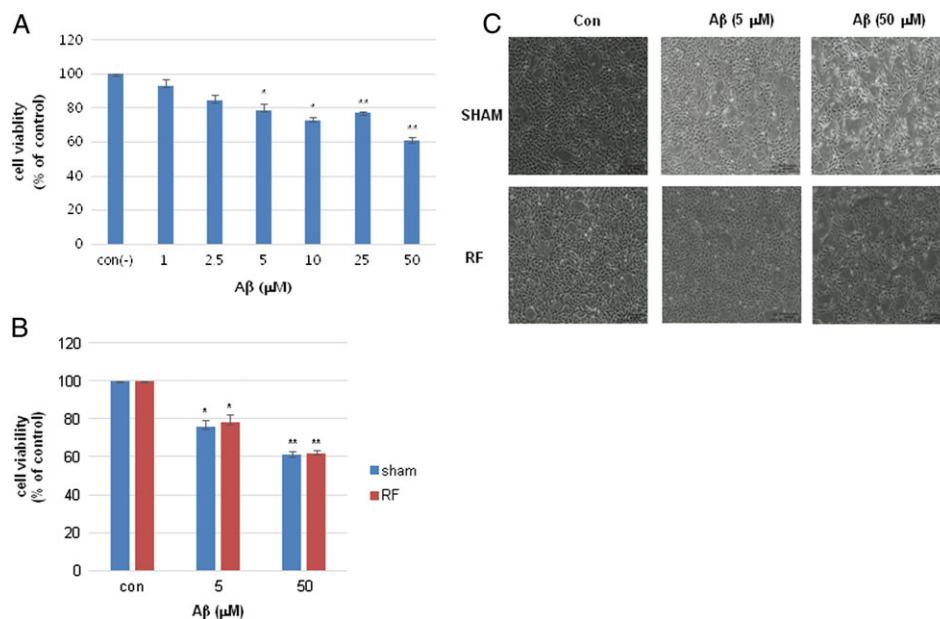 A
120
100
80
60
40
20
0
cell viability
(% of control)
*
*
**
**
con(-) 1 2.5 5 10 25 50
Aβ (μM)
B
120
100
80
60
40
20
0
cell viability
(% of control)
* *
** **
con 5 50
Aβ (μM)
sham
RF
C
Con Aβ (5 μM) Aβ (50 μM)
SHAM
RF